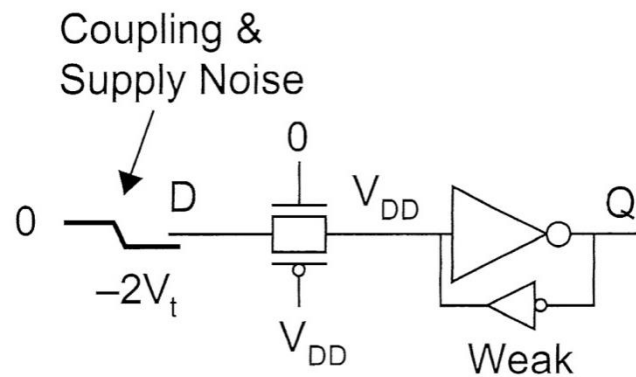 Coupling &
Supply Noise
0
0
D
V_DD
Q
−2V_t
V_DD
Weak